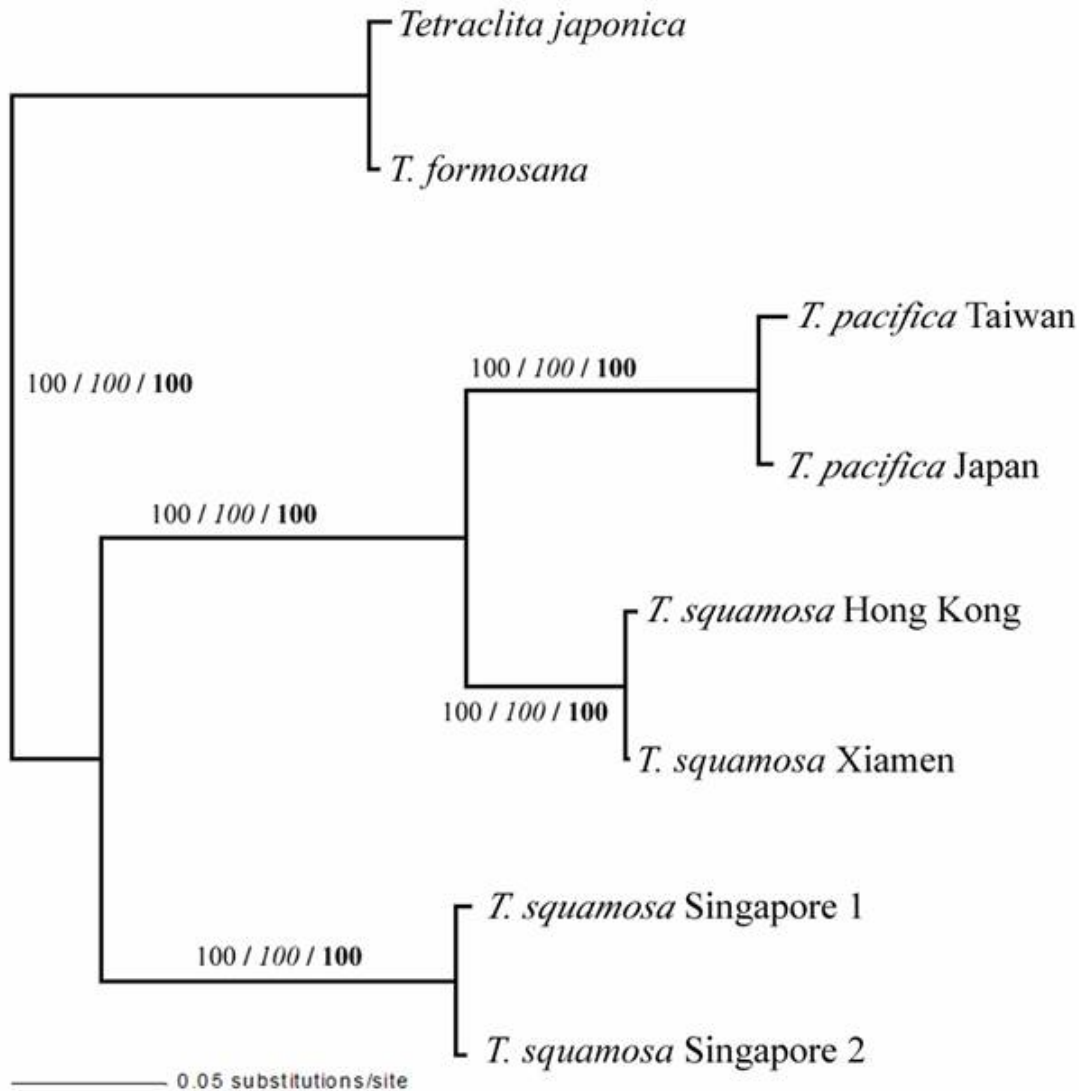 Tetraclita japonica
T. formosana
T. pacifica Taiwan
100 / 100 / 100
100 / 100 / 100
T. pacifica Japan
100 / 100 / 100
T. squamosa Hong Kong
100 / 100 / 100
T. squamosa Xiamen
T. squamosa Singapore 1
100 / 100 / 100
T. squamosa Singapore 2
0.05 substitutions/site